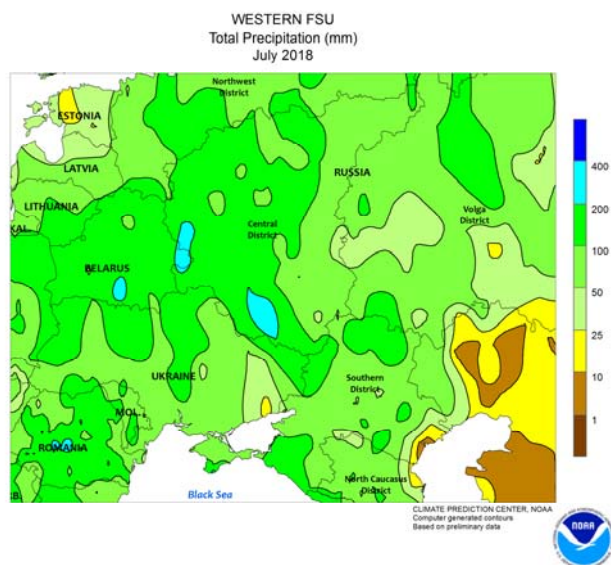 WESTERN FSU
Total Precipitation (mm)
July 2018
Northwest
District
ESTONIA
LATVIA
RUSSIA
LITHUANIA
KAL.
Volga
District
Central
District
BELARUS
UKRAINE
Southern
District
MOL.
ROMANIA
North Caucasus
District
Black Sea
400
200
100
50
25
10
1
CLIMATE PREDICTION CENTER, NOAA
Computer generated contours
Based on preliminary data
NOAA